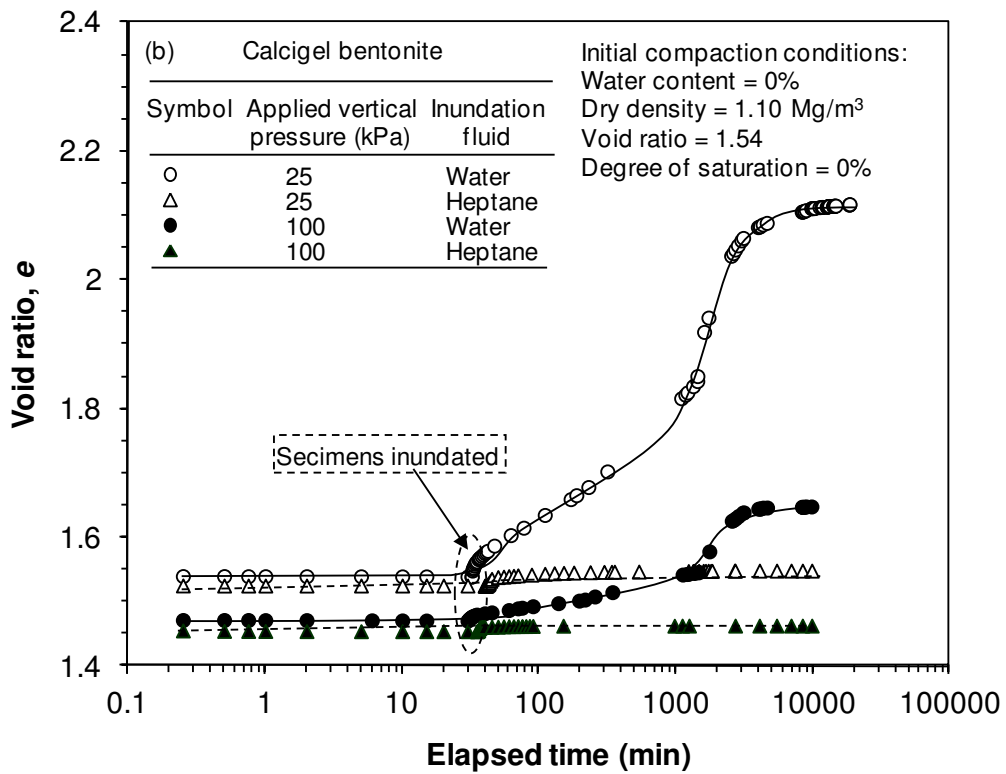 2.4
(b) Calcigel bentonite
Symbol Applied vertical Inundation
pressure (kPa) fluid
25 Water
25 Heptane
100 Water
100 Heptane
Initial compaction conditions:
Water content = 0%
Dry density = 1.10 Mg/m³
Void ratio = 1.54
Degree of saturation = 0%
2.2
2
1.8
1.6
1.4
Void ratio, e
Secimens inundated
0.1 1 10 100 1000 10000 100000
Elapsed time (min)